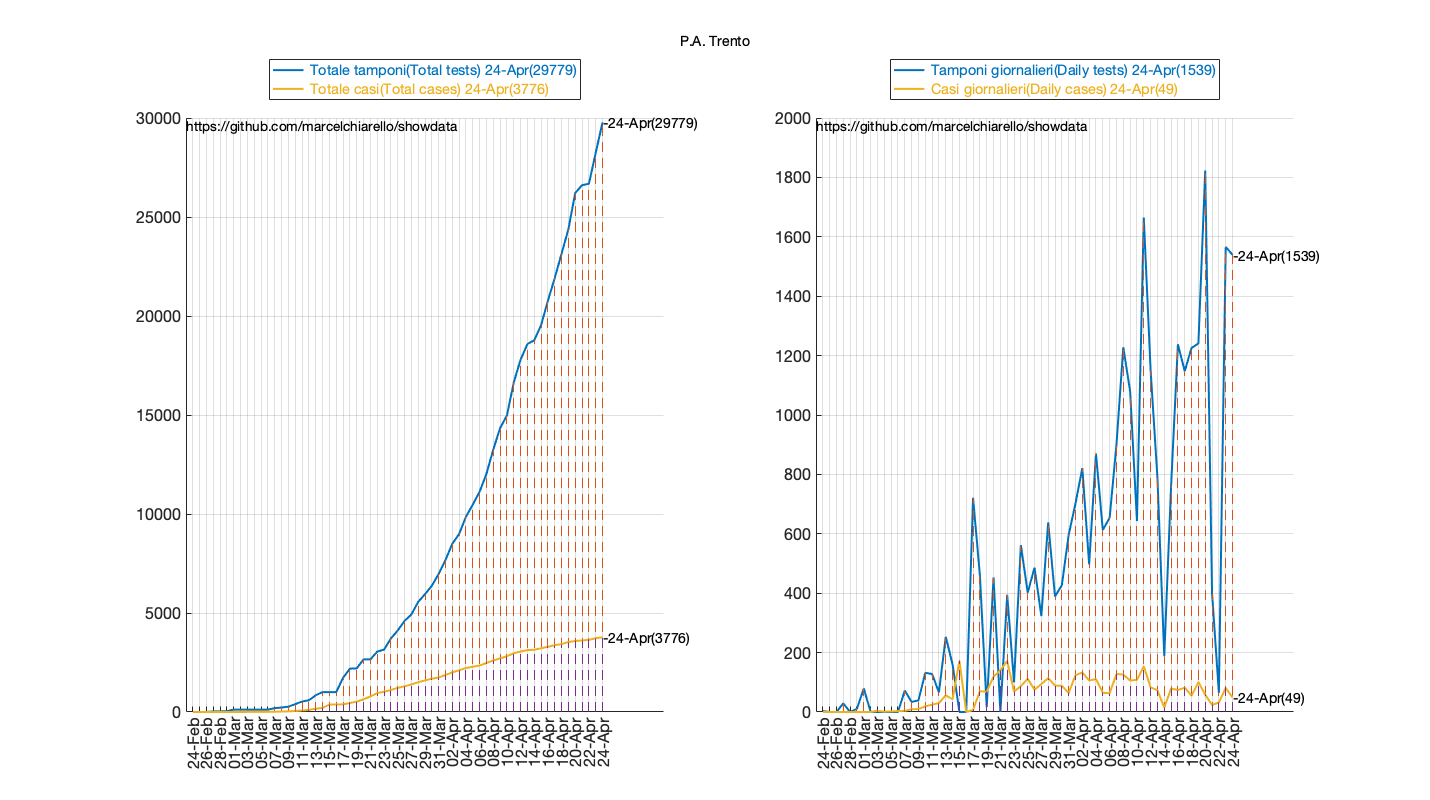 P.A. Trento
Totale tamponi(Total tests) 24-Apr(29779)
Totale casi(Total cases) 24-Apr(3776)
https://github.com/marcelchiarello/showdata
30000
25000
20000
15000
10000
5000
0
-24-Apr(29779)
-24-Apr(3776)
24-Feb
26-Feb
28-Feb
01-Mar
03-Mar
05-Mar
07-Mar
09-Mar
11-Mar
13-Mar
15-Mar
17-Mar
19-Mar
21-Mar
23-Mar
25-Mar
27-Mar
29-Mar
31-Mar
02-Apr
04-Apr
06-Apr
08-Apr
10-Apr
12-Apr
14-Apr
16-Apr
18-Apr
20-Apr
22-Apr
24-Apr
Tamponi giornalieri(Daily tests) 24-Apr(1539)
Casi giornalieri(Daily cases) 24-Apr(49)
https://github.com/marcelchiarello/showdata
2000
1800
1600
1400
1200
1000
800
600
400
200
0
-24-Apr(1539)
-24-Apr(49)
24-Feb
26-Feb
28-Feb
01-Mar
03-Mar
05-Mar
07-Mar
09-Mar
11-Mar
13-Mar
15-Mar
17-Mar
19-Mar
21-Mar
23-Mar
25-Mar
27-Mar
29-Mar
31-Mar
02-Apr
04-Apr
06-Apr
08-Apr
10-Apr
12-Apr
14-Apr
16-Apr
18-Apr
20-Apr
22-Apr
24-Apr